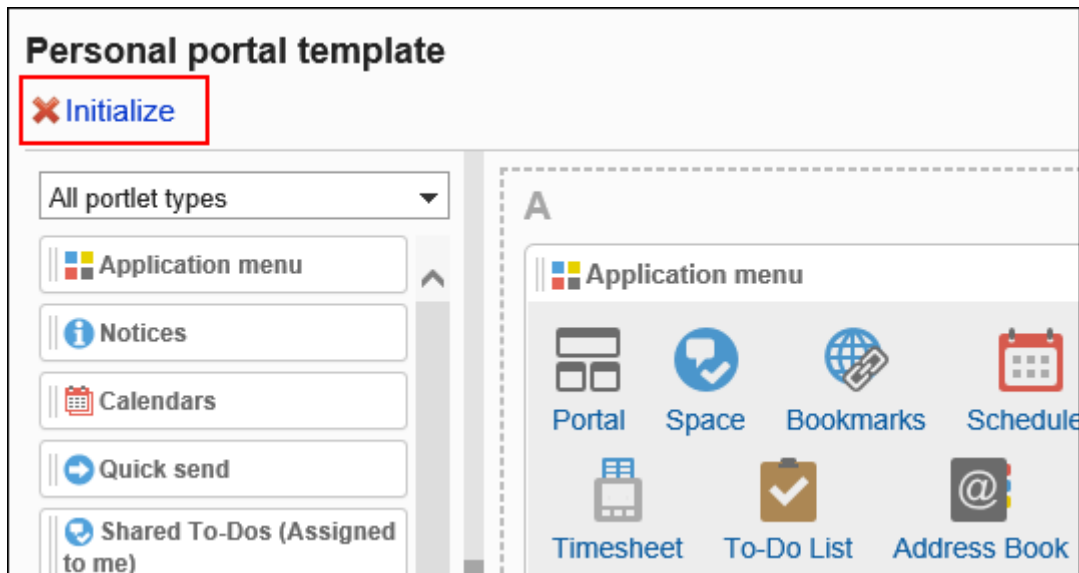 Personal portal template
Initialize
All portlet types
Application menu
Notices
Calendars
Quick send
Shared To-Dos (Assigned
to me)
A
Application menu
Portal Space Bookmarks Schedule
Timesheet To-Do List Address Book